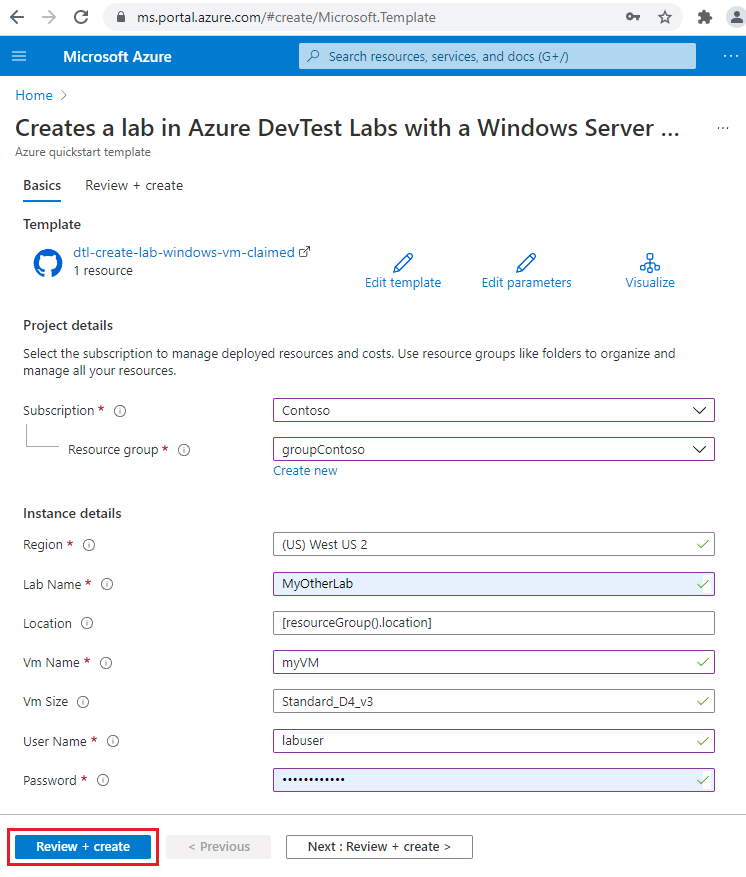 ms.portal.azure.com/#create/Microsoft.Template
Microsoft Azure
Search resources, services, and docs (G+/)
...
Home >
Creates a lab in Azure DevTest Labs with a Windows Server ...
...
Azure quickstart template
Basics
Review + create
Template
dtl-create-lab-windows-vm-claimed
1 resource
Edit template
Edit parameters
Visualize
Project details
Select the subscription to manage deployed resources and costs. Use resource groups like folders to organize and
manage all your resources.
Subscription *
Contoso
Resource group *
groupContoso
Create new
Instance details
Region *
(US) West US 2
Lab Name *
MyOtherLab
Location
[resourceGroup().location]
Vm Name *
myVM
Vm Size
Standard_D4_v3
User Name *
labuser
Password *
••••••••••••
Review + create
< Previous
Next : Review + create >